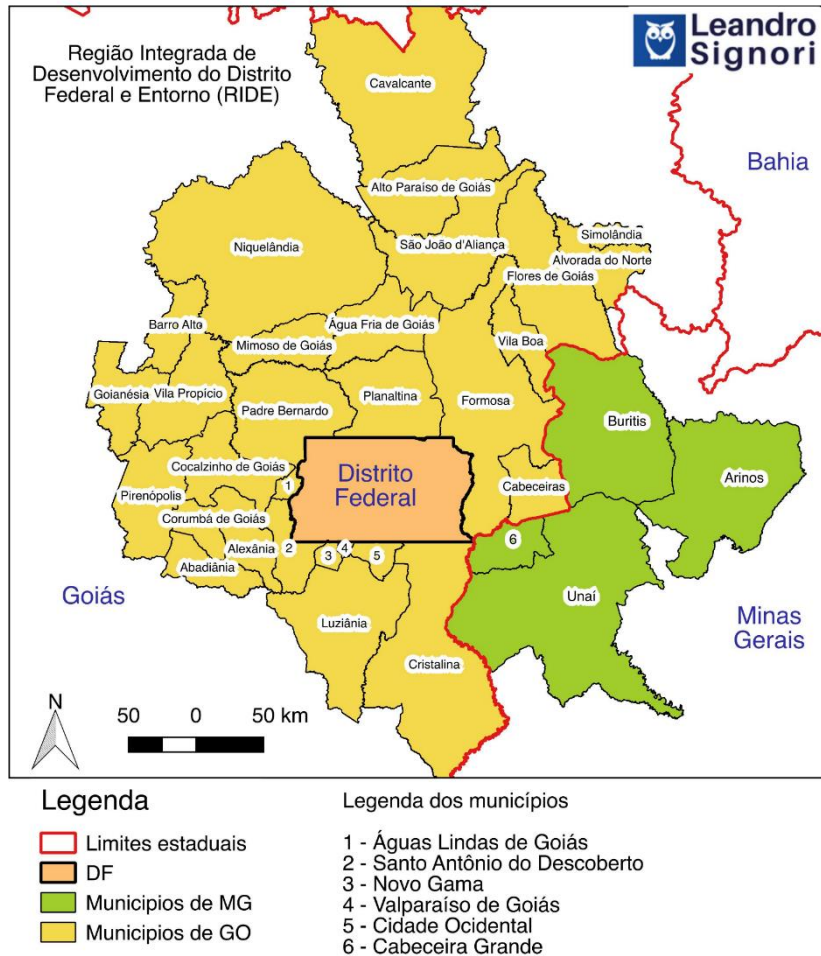 Região Integrada de
Desenvolvimento do Distrito
Federal e Entorno (RIDE)
Leandro
Signori
Cavalcante
Bahia
Alto Paraíso de Goiás
Simolândia
Niquelândia
São João d'Aliança
Alvorada do Norte
Flores de Goiás
Barro Alto
Água Fria de Goiás
Mimoso de Goiás
Vila Boa
Goianésia
Vila Propício
Planaltina
Formosa
Padre Bernardo
Buritis
Cocalzinho de Goiás
Distrito
Federal
Cabeceiras
Arinos
1
Pirenópolis
Corumbá de Goiás
Alexânia
2
3
4
5
6
Abadiânia
Goiás
Unaí
Minas
Gerais
Luziânia
Cristalina
N
50 0 50 km
Legenda
Limites estaduais
DF
Municipios de MG
Municipios de GO
Legenda dos municípios
1 - Águas Lindas de Goiás
2 - Santo Antônio do Descoberto
3 - Novo Gama
4 - Valparaíso de Goiás
5 - Cidade Ocidental
6 - Cabeceira Grande